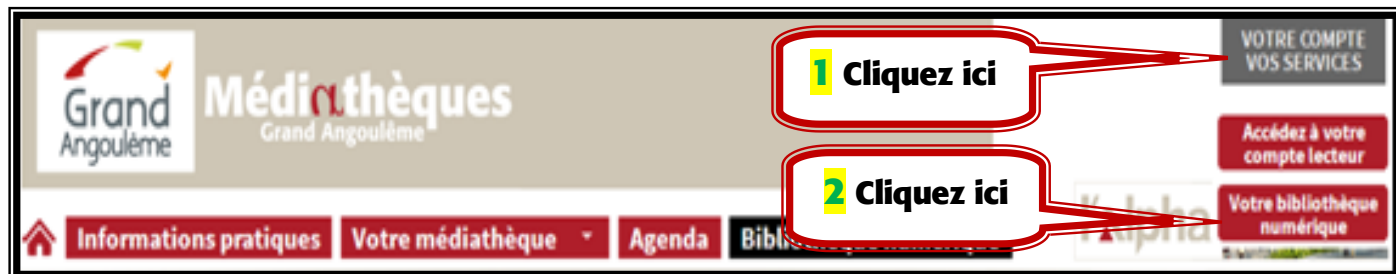 Grand
Angoulême
Médiathèques
Grand Angoulême
1 Cliquez ici
VOTRE COMPTE
VOS SERVICES
Accédez à votre
compte lecteur
2 Cliquez ici
Votre bibliothèque
numérique
l'alpha
Informations pratiques
Votre médiathèque
Agenda